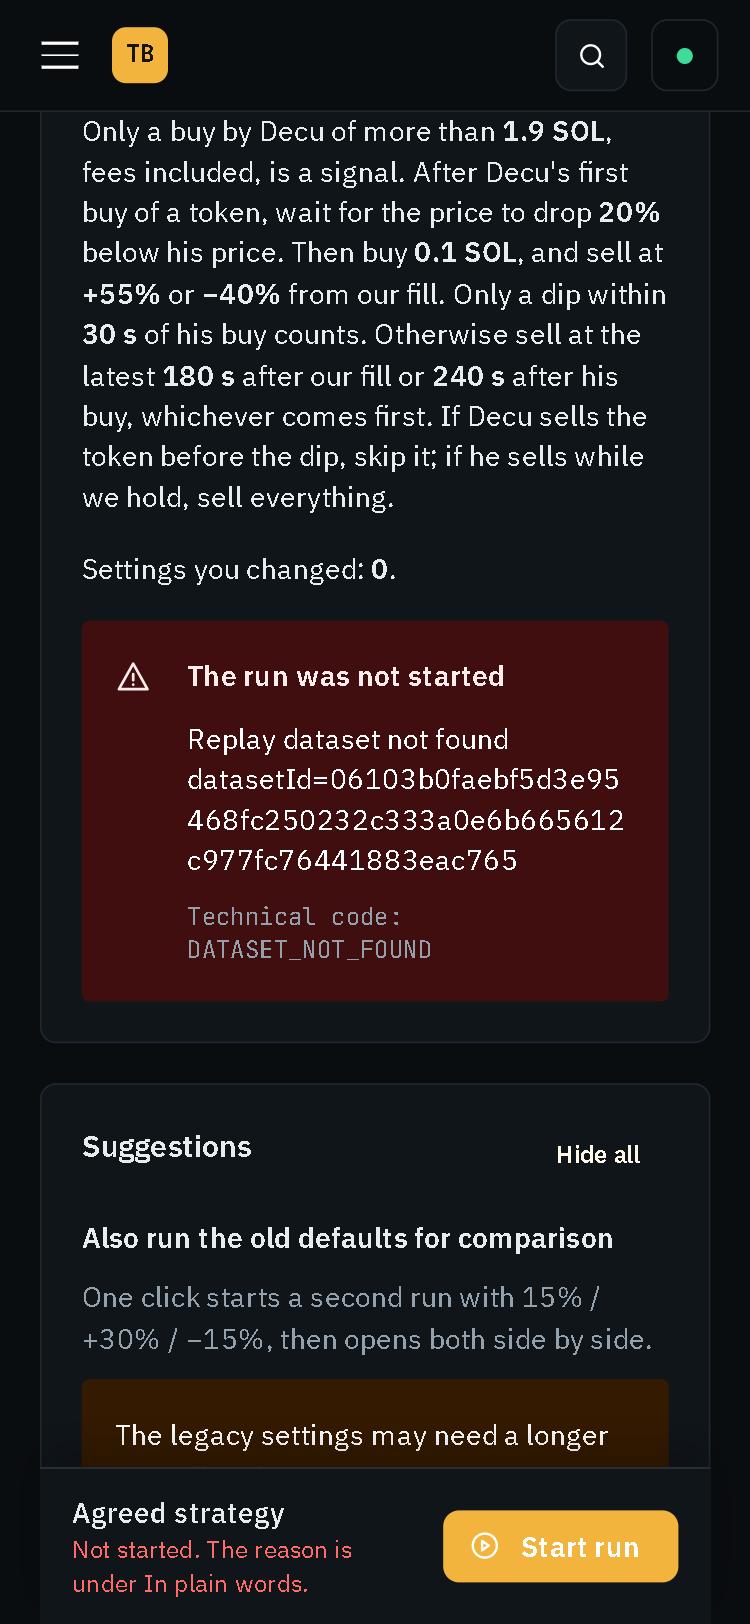 TB
Only a buy by Decu of more than 1.9 SOL,
fees included, is a signal. After Decu's first
buy of a token, wait for the price to drop 20%
below his price. Then buy 0.1 SOL, and sell at
+55% or −40% from our fill. Only a dip within
30 s of his buy counts. Otherwise sell at the
latest 180 s after our fill or 240 s after his
buy, whichever comes first. If Decu sells the
token before the dip, skip it; if he sells while
we hold, sell everything.
Settings you changed: 0.
The run was not started
Replay dataset not found
datasetId=06103b0faebf5d3e95
468fc250232c333a0e6b665612
c977fc76441883eac765
Technical code:
DATASET_NOT_FOUND
Suggestions
Hide all
Also run the old defaults for comparison
One click starts a second run with 15% /
+30% / −15%, then opens both side by side.
The legacy settings may need a longer
Agreed strategy
Not started. The reason is
under In plain words.
Start run